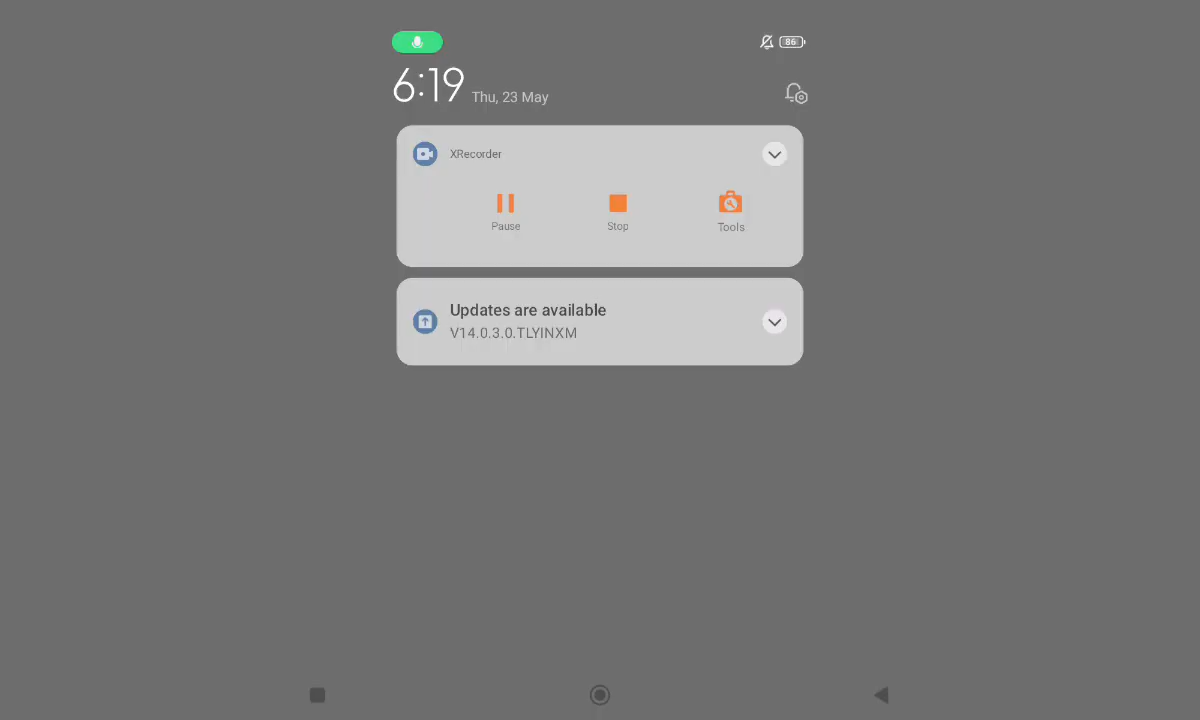 86
6:19 Thu, 23 May
XRecorder
Pause Stop Tools
Updates are available
V14.0.3.0.TLYINXM